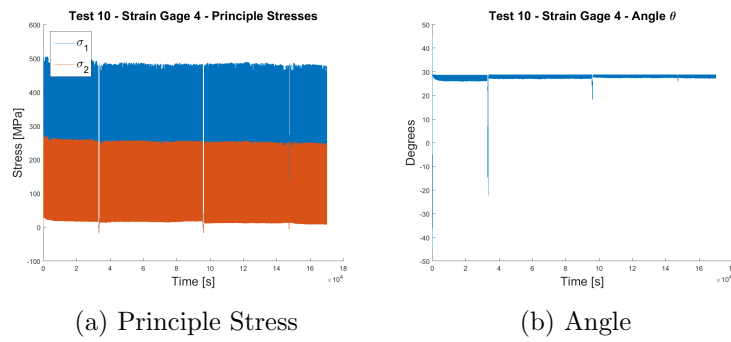 Test 10 - Strain Gage 4 - Principle Stresses
600
500
400
300
200
100
0
-100
Stress [MPa]
σ1
σ2
0 2 4 6 8 10 12 14 16 18
×10^4
Time [s]
(a) Principle Stress
Test 10 - Strain Gage 4 - Angle θ
50
40
30
20
10
0
-10
-20
-30
-40
-50
Degrees
0 2 4 6 8 10 12 14 16 18
×10^4
Time [s]
(b) Angle